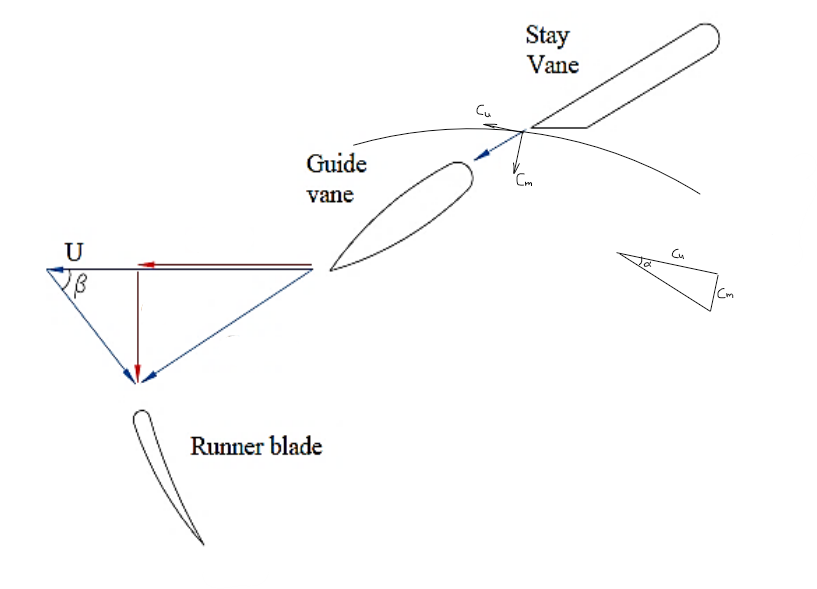 Stay
Vane
Cu
Guide
vane
Cm
U
β
Cu
α
Cm
Runner blade